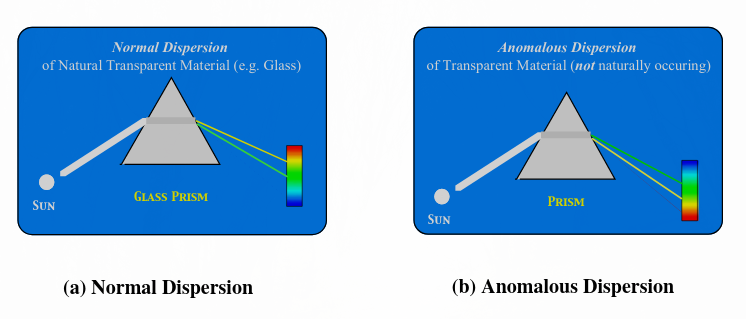 Normal Dispersion
of Natural Transparent Material (e.g. Glass)
Sun
Glass Prism
(a) Normal Dispersion
Anomalous Dispersion
of Transparent Material (not naturally occuring)
Sun
Prism
(b) Anomalous Dispersion